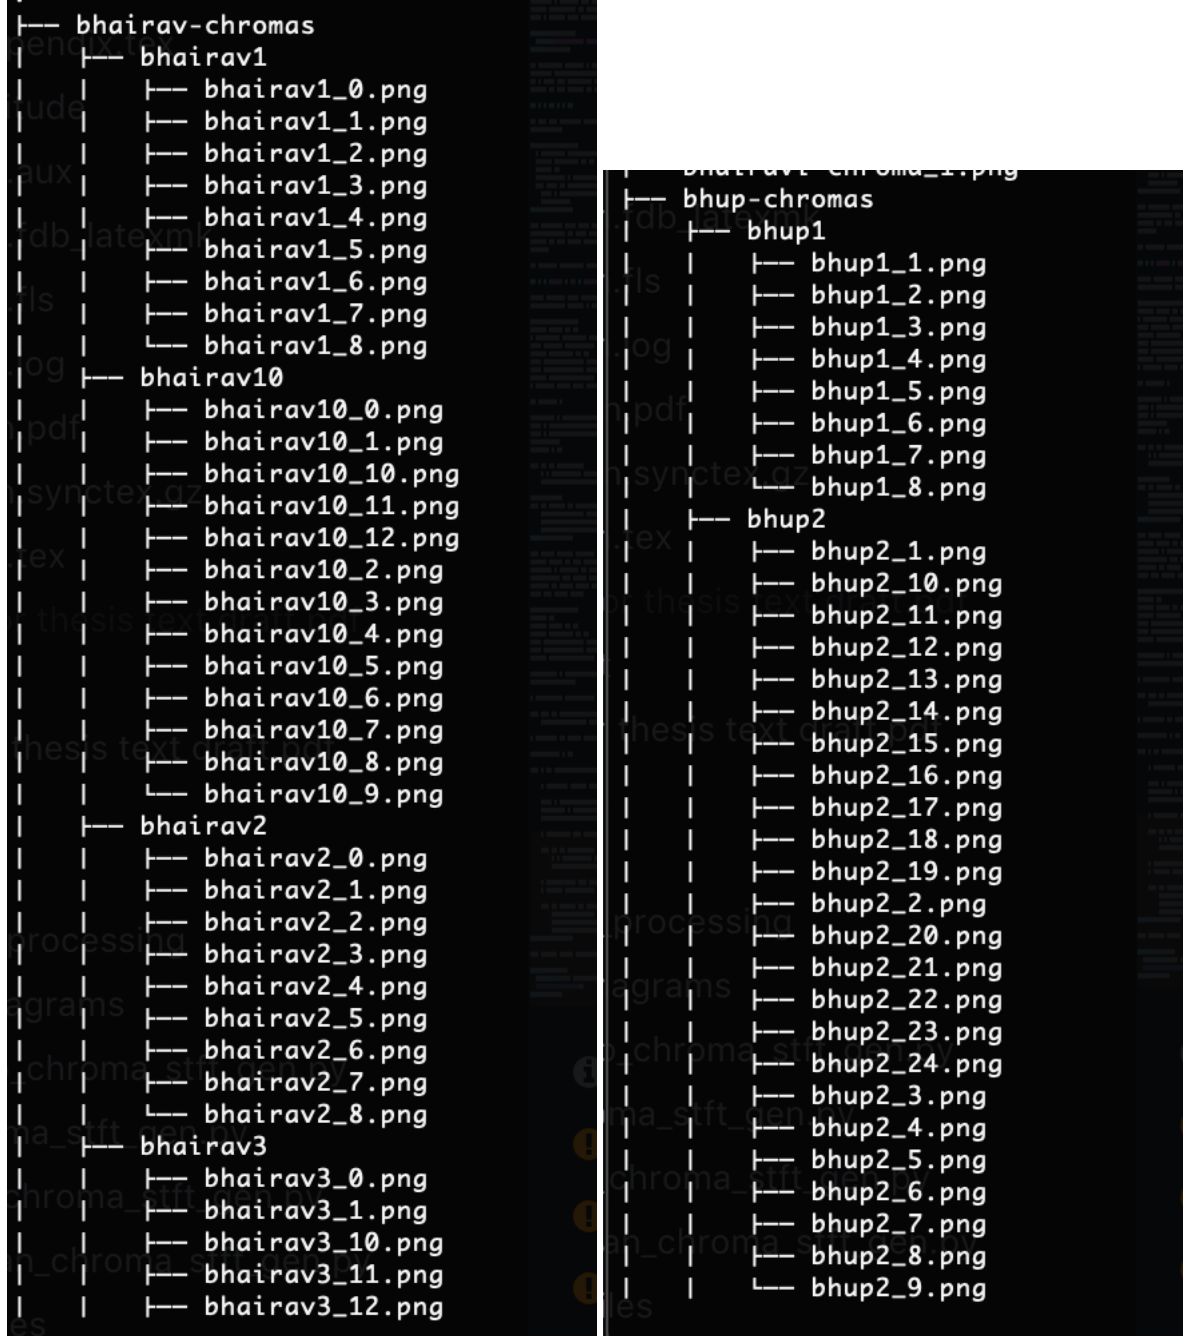 ├── bhairav-chromas
│   ├── bhairav1
│   │   ├── bhairav1_0.png
│   │   ├── bhairav1_1.png
│   │   ├── bhairav1_2.png
│   │   ├── bhairav1_3.png
│   │   ├── bhairav1_4.png
│   │   ├── bhairav1_5.png
│   │   ├── bhairav1_6.png
│   │   ├── bhairav1_7.png
│   │   └── bhairav1_8.png
│   ├── bhairav10
│   │   ├── bhairav10_0.png
│   │   ├── bhairav10_1.png
│   │   ├── bhairav10_10.png
│   │   ├── bhairav10_11.png
│   │   ├── bhairav10_12.png
│   │   ├── bhairav10_2.png
│   │   ├── bhairav10_3.png
│   │   ├── bhairav10_4.png
│   │   ├── bhairav10_5.png
│   │   ├── bhairav10_6.png
│   │   ├── bhairav10_7.png
│   │   ├── bhairav10_8.png
│   │   └── bhairav10_9.png
│   ├── bhairav2
│   │   ├── bhairav2_0.png
│   │   ├── bhairav2_1.png
│   │   ├── bhairav2_2.png
│   │   ├── bhairav2_3.png
│   │   ├── bhairav2_4.png
│   │   ├── bhairav2_5.png
│   │   ├── bhairav2_6.png
│   │   ├── bhairav2_7.png
│   │   └── bhairav2_8.png
│   ├── bhairav3
│   │   ├── bhairav3_0.png
│   │   ├── bhairav3_1.png
│   │   ├── bhairav3_10.png
│   │   ├── bhairav3_11.png
│   │   ├── bhairav3_12.png
├── bhup-chromas
│   ├── bhup1
│   │   ├── bhup1_1.png
│   │   ├── bhup1_2.png
│   │   ├── bhup1_3.png
│   │   ├── bhup1_4.png
│   │   ├── bhup1_5.png
│   │   ├── bhup1_6.png
│   │   ├── bhup1_7.png
│   │   └── bhup1_8.png
│   ├── bhup2
│   │   ├── bhup2_1.png
│   │   ├── bhup2_10.png
│   │   ├── bhup2_11.png
│   │   ├── bhup2_12.png
│   │   ├── bhup2_13.png
│   │   ├── bhup2_14.png
│   │   ├── bhup2_15.png
│   │   ├── bhup2_16.png
│   │   ├── bhup2_17.png
│   │   ├── bhup2_18.png
│   │   ├── bhup2_19.png
│   │   ├── bhup2_2.png
│   │   ├── bhup2_20.png
│   │   ├── bhup2_21.png
│   │   ├── bhup2_22.png
│   │   ├── bhup2_23.png
│   │   ├── bhup2_24.png
│   │   ├── bhup2_3.png
│   │   ├── bhup2_4.png
│   │   ├── bhup2_5.png
│   │   ├── bhup2_6.png
│   │   ├── bhup2_7.png
│   │   ├── bhup2_8.png
│   │   └── bhup2_9.png